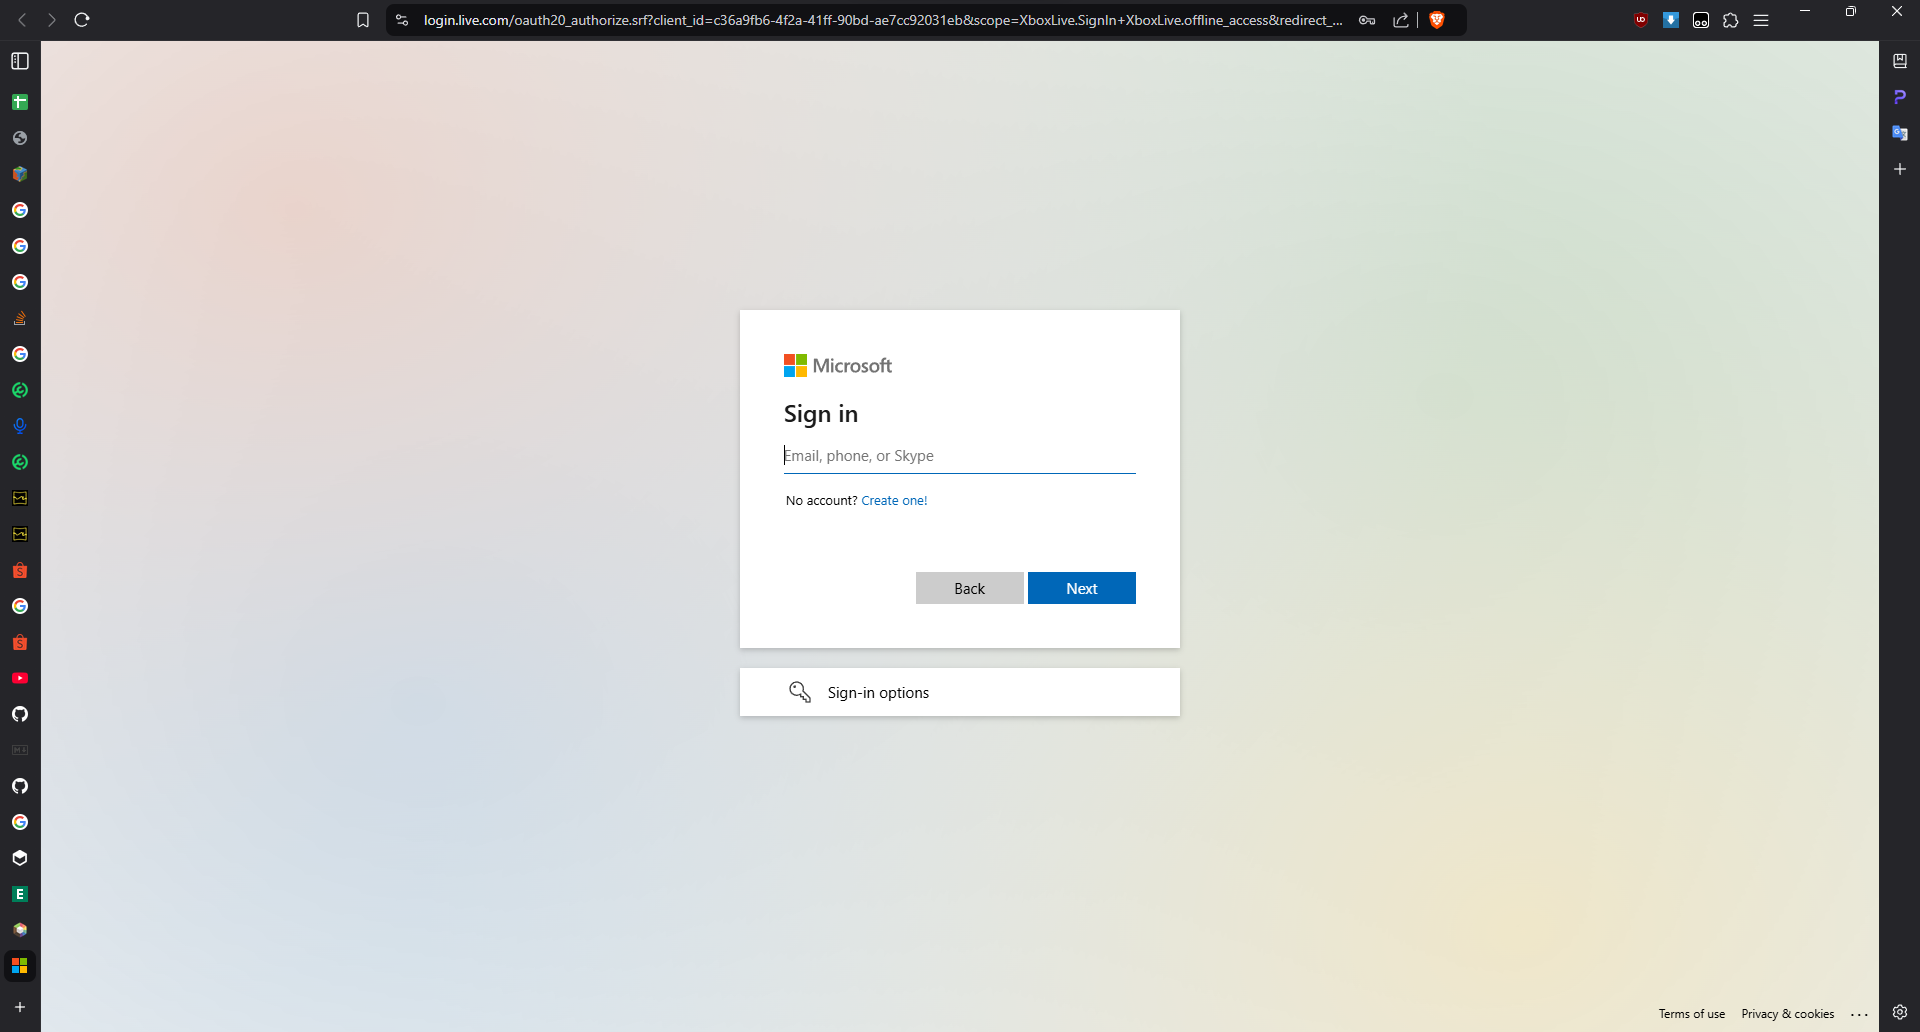 login.live.com/oauth20_authorize.srf?client_id=c36a9fb6-4f2a-41ff-90bd-ae7cc92031eb&scope=XboxLive.SignIn+XboxLive.offline_access&redirect_...
Microsoft
Sign in
Email, phone, or Skype
No account? Create one!
Back Next
Sign-in options
Terms of use Privacy & cookies ...